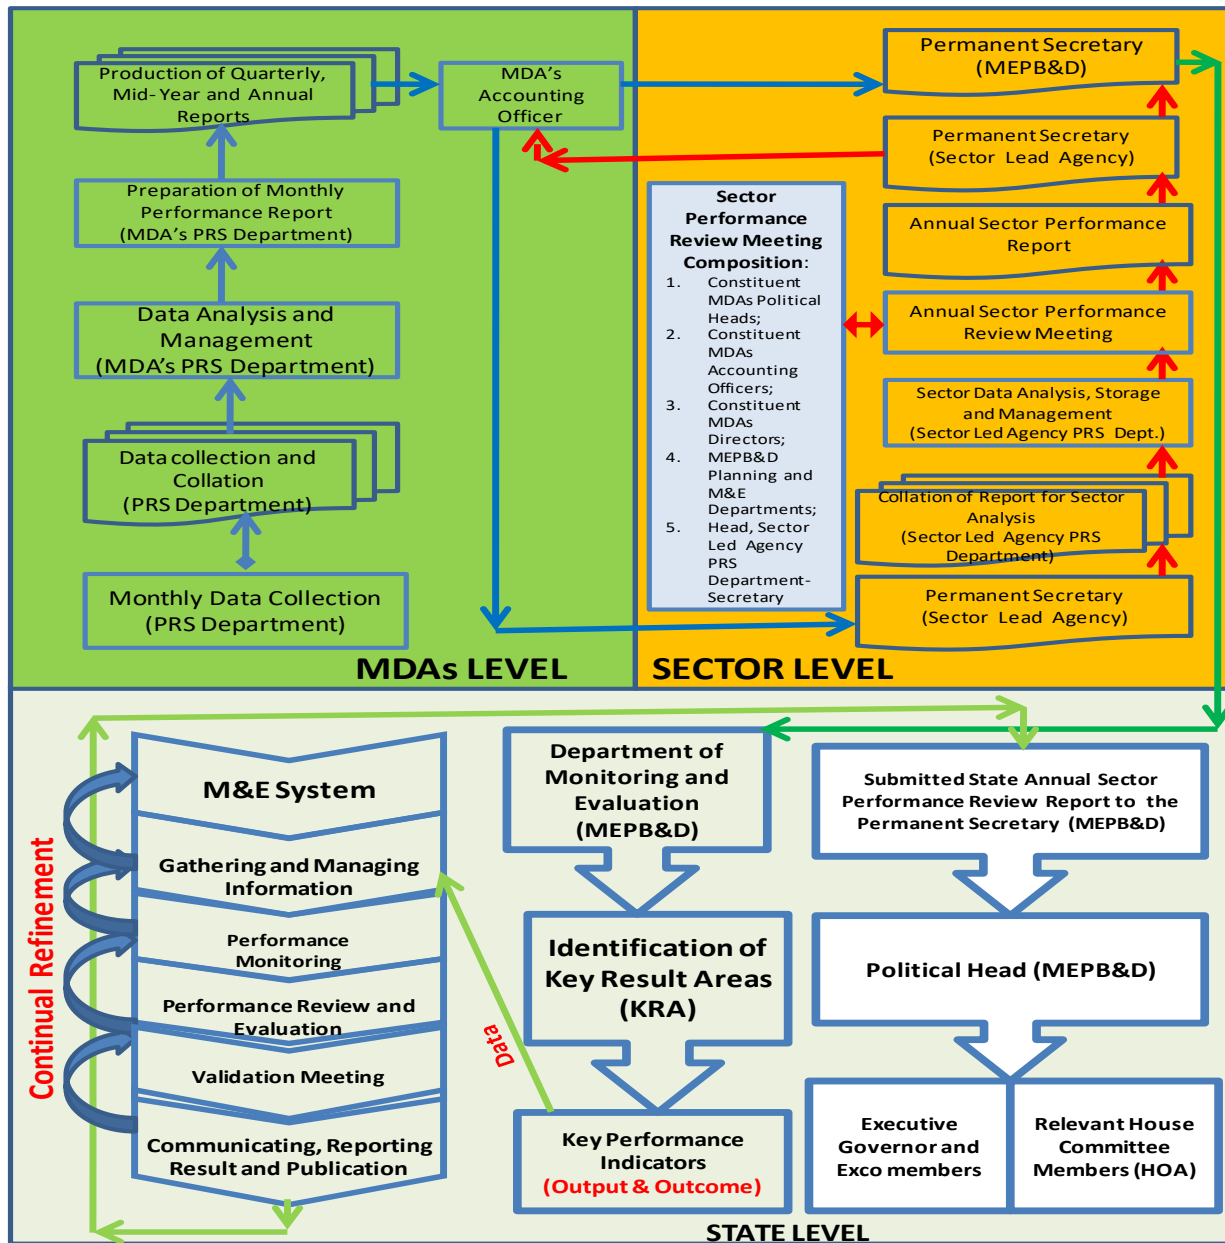 Production of Quarterly,
Mid-Year and Annual
Reports
MDA's
Accounting
Officer
Preparation of Monthly
Performance Report
(MDA's PRS Department)
Data Analysis and
Management
(MDA's PRS Department)
Data collection and
Collation
(PRS Department)
Monthly Data Collection
(PRS Department)
MDAs LEVEL
Permanent Secretary
(MEPB&D)
Permanent Secretary
(Sector Lead Agency)
Annual Sector Performance
Report
Annual Sector Performance
Review Meeting
Sector Data Analysis, Storage
and Management
(Sector Led Agency PRS Dept.)
Collation of Report for Sector
Analysis
(Sector Led Agency PRS
Department)
Permanent Secretary
(Sector Lead Agency)
Sector
Performance
Review Meeting
Composition:
1. Constituent
MDAs Political
Heads;
2. Constituent
MDAs
Accounting
Officers;
3. Constituent
MDAs
Directors;
4. MEPB&D
Planning and
M&E
Departments;
5. Head, Sector
Led Agency
PRS
Department-
Secretary
SECTOR LEVEL
Continual Refinement
M&E System
Gathering and Managing
Information
Performance
Monitoring
Performance Review and
Evaluation
Validation Meeting
Communicating, Reporting
Result and Publication
Data
Department of
Monitoring and
Evaluation
(MEPB&D)
Identification of
Key Result Areas
(KRA)
Key Performance
Indicators
(Output & Outcome)
Submitted State Annual Sector
Performance Review Report to the
Permanent Secretary (MEPB&D)
Political Head (MEPB&D)
Executive
Governor and
Exco members
Relevant House
Committee
Members (HOA)
STATE LEVEL